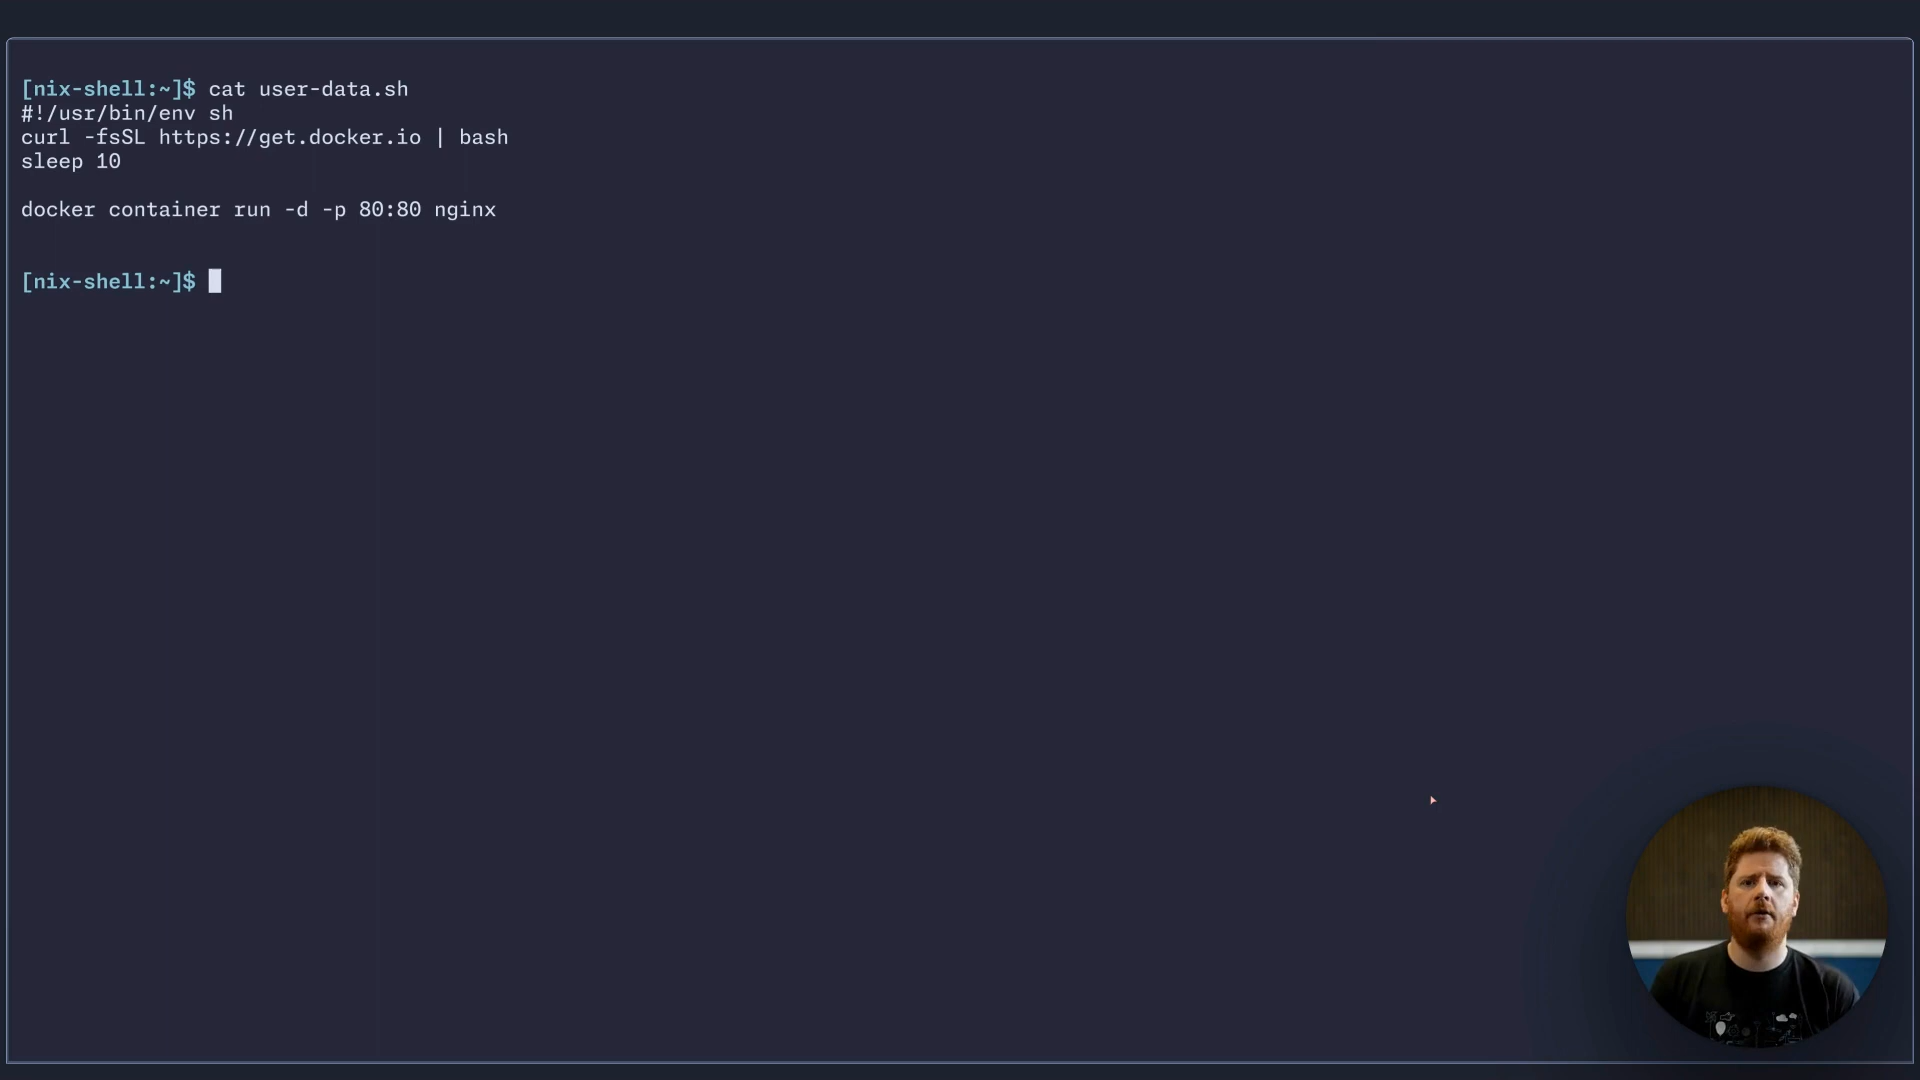 [nix-shell:~]$ cat user-data.sh
#!/usr/bin/env sh
curl -fsSL https://get.docker.io | bash
sleep 10
docker container run -d -p 80:80 nginx
[nix-shell:~]$